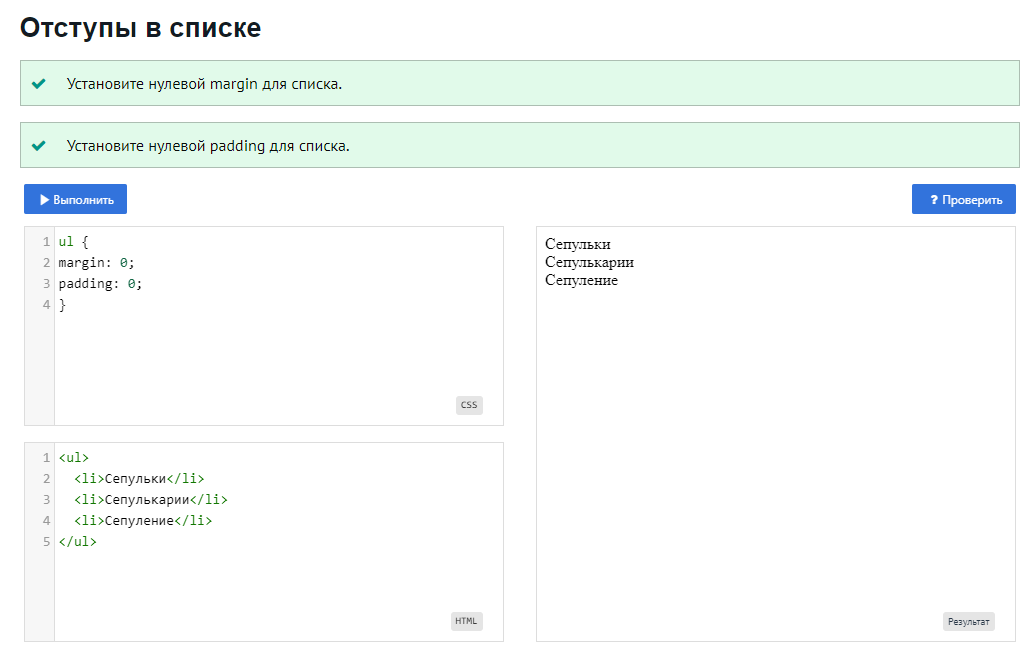 Отступы в списке
Установите нулевой margin для списка.
Установите нулевой padding для списка.
Выполнить
? Проверить
1 ul {
2 margin: 0;
3 padding: 0;
4 }
CSS
1 <ul>
2 <li>Сепульки</li>
3 <li>Сепулькарии</li>
4 <li>Сепуление</li>
5 </ul>
HTML
Сепульки
Сепулькарии
Сепуление
Результат